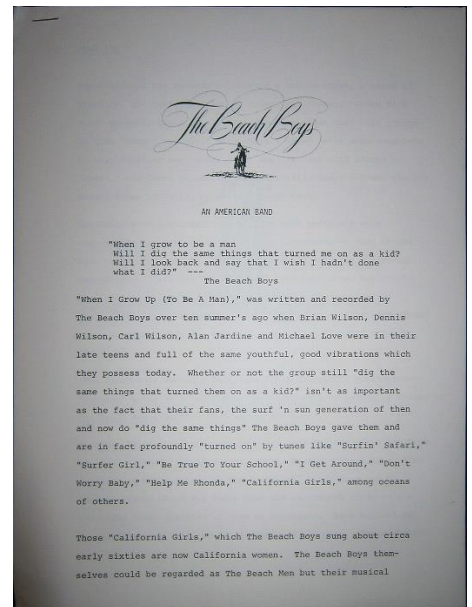 The Beach Boys
AN AMERICAN BAND
"When I grow to be a man
Will I dig the same things that turned me on as a kid?
Will I look back and say that I wish I hadn't done
what I did?" ---
The Beach Boys
"When I Grow Up (To Be A Man)," was written and recorded by
The Beach Boys over ten summer's ago when Brian Wilson, Dennis
Wilson, Carl Wilson, Alan Jardine and Michael Love were in their
late teens and full of the same youthful, good vibrations which
they possess today. Whether or not the group still "dig the
same things that turned them on as a kid?" isn't as important
as the fact that their fans, the surf 'n sun generation of then
and now do "dig the same things" The Beach Boys gave them and
are in fact profoundly "turned on" by tunes like "Surfin' Safari,"
"Surfer Girl," "Be True To Your School," "I Get Around," "Don't
Worry Baby," "Help Me Rhonda," "California Girls," among oceans
of others.
Those "California Girls," which The Beach Boys sung about circa
early sixties are now California women. The Beach Boys them-
selves could be regarded as The Beach Men but their musical